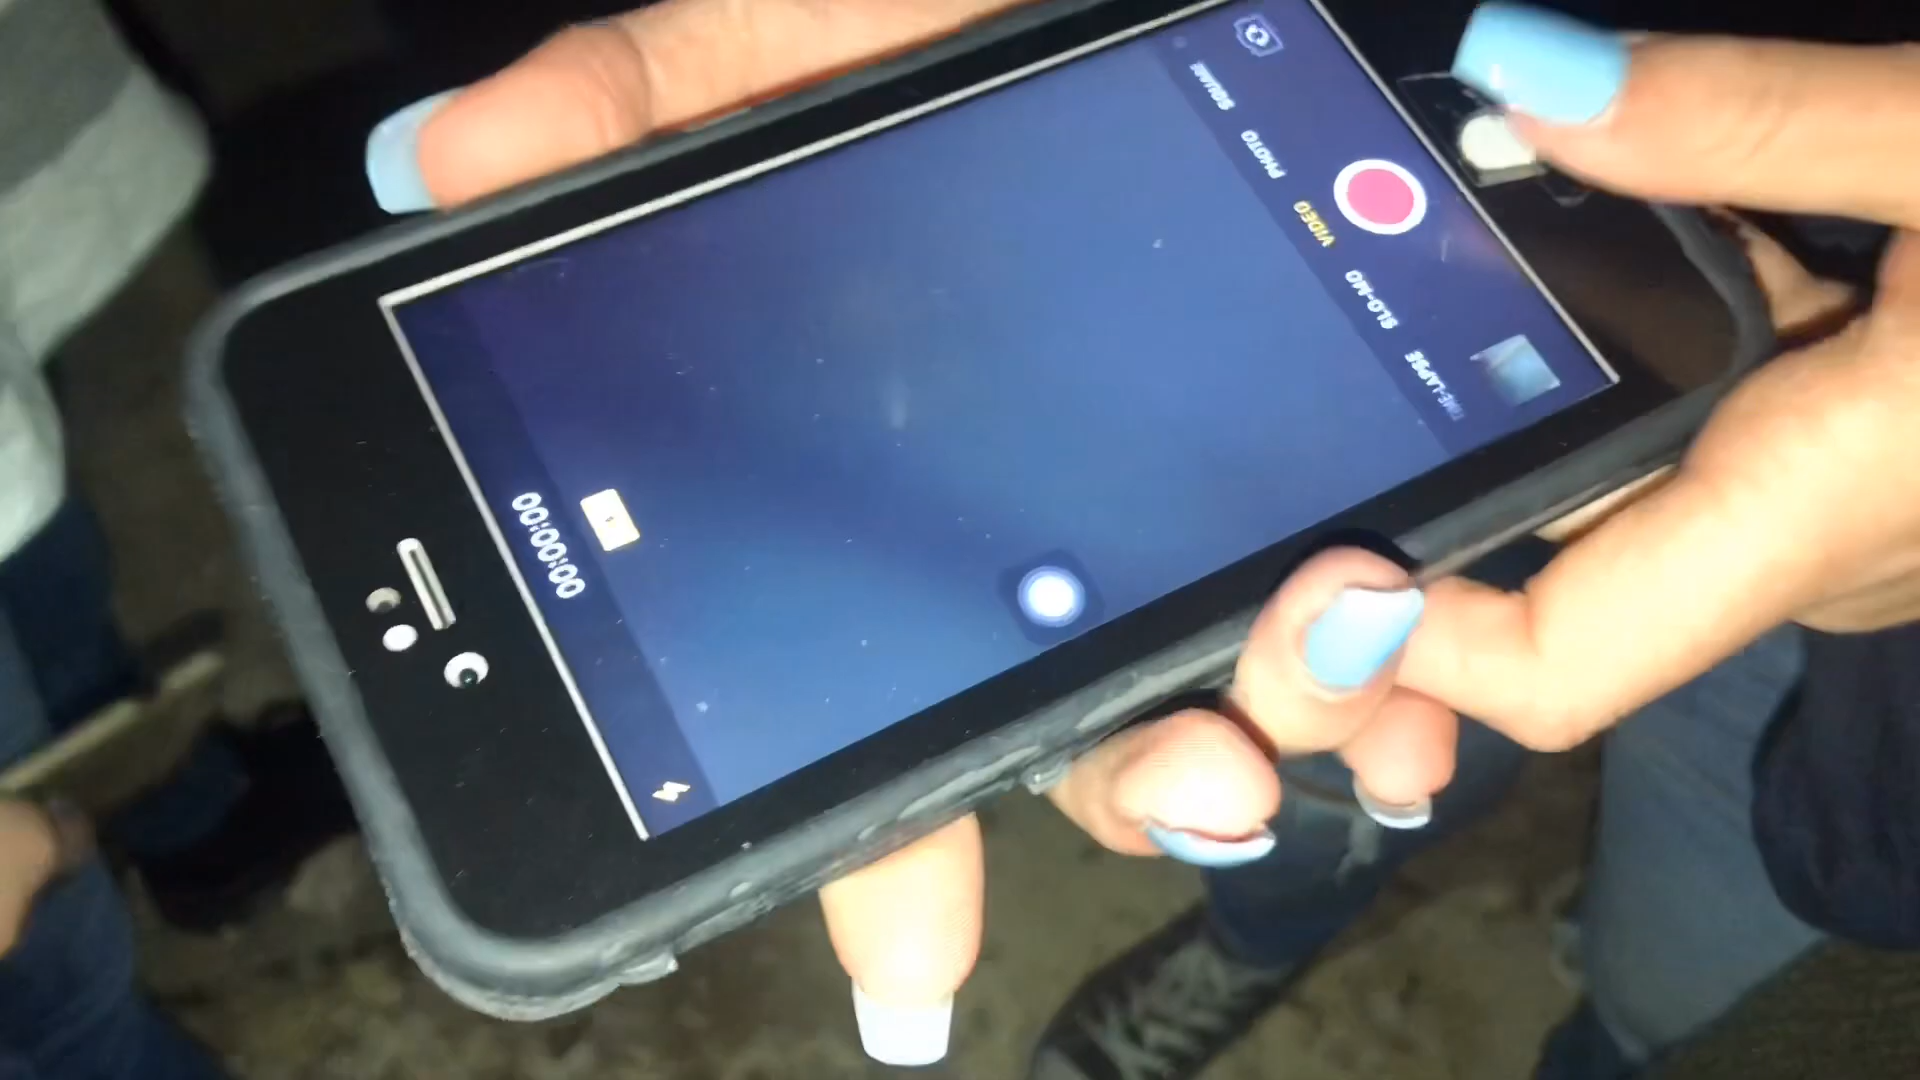 00:00:00
SQUARE
PHOTO
VIDEO
SLO-MO
TIME-LAPSE